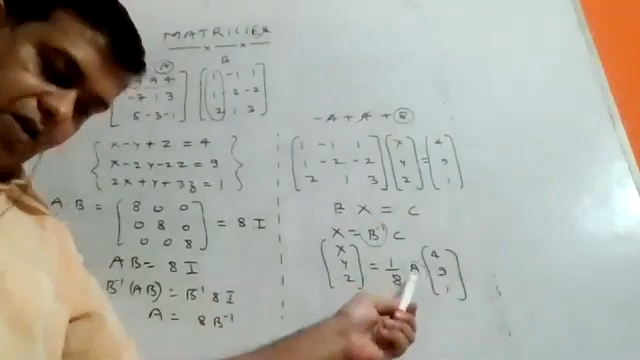 MATRICIES
A B
4 4 [ 1 -1 1
-7 1 3 1 -2 -2
5 -3 -1 ] 2 1 3 ]
x - y + z = 4
x - 2y - 2z = 9
2x + y + 3z = 1
A·B = [ 8 0 0
0 8 0
0 0 8 ] = 8 I
AB = 8 I
B⁻¹(AB) = B⁻¹ 8 I
A = 8 B⁻¹
-4 + 4 + 8
[ 1 -1 1 [ x [ 4
1 -2 -2 y = 9
2 1 3 ] z ] 1 ]
B X = C
X = B⁻¹ C
[ x [ 4
y = 1/8 A 9
z ] 1 ]